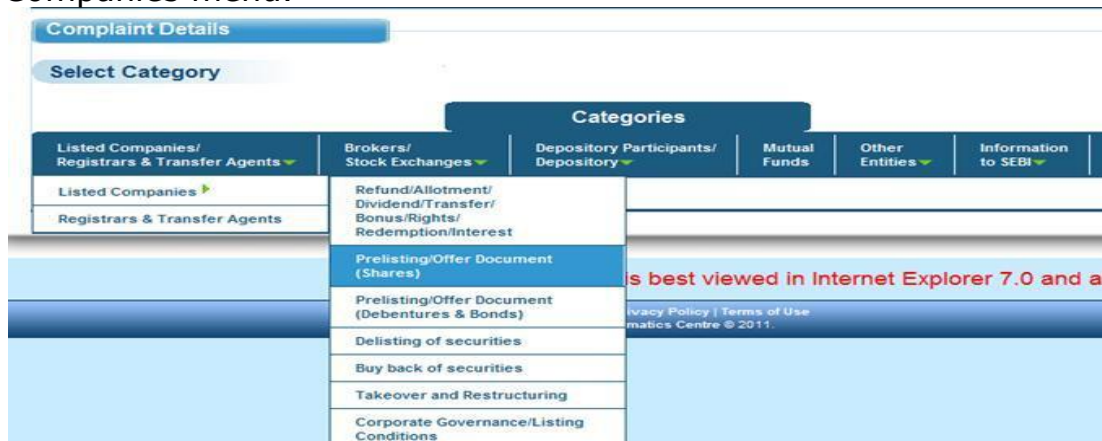 Complaint Details
Select Category
Categories
Listed Companies/
Registrars & Transfer Agents
Brokers/
Stock Exchanges
Depository Participants/
Depository
Mutual
Funds
Other
Entities
Information
to SEBI
Listed Companies
Registrars & Transfer Agents
Refund/Allotment/
Dividend/Transfer/
Bonus/Rights/
Redemption/Interest
Prelisting/Offer Document
(Shares)
is best viewed in Internet Explorer 7.0 and a
Prelisting/Offer Document
(Debentures & Bonds)
ivacy Policy | Terms of Use
matics Centre © 2011.
Delisting of securities
Buy back of securities
Takeover and Restructuring
Corporate Governance/Listing
Conditions